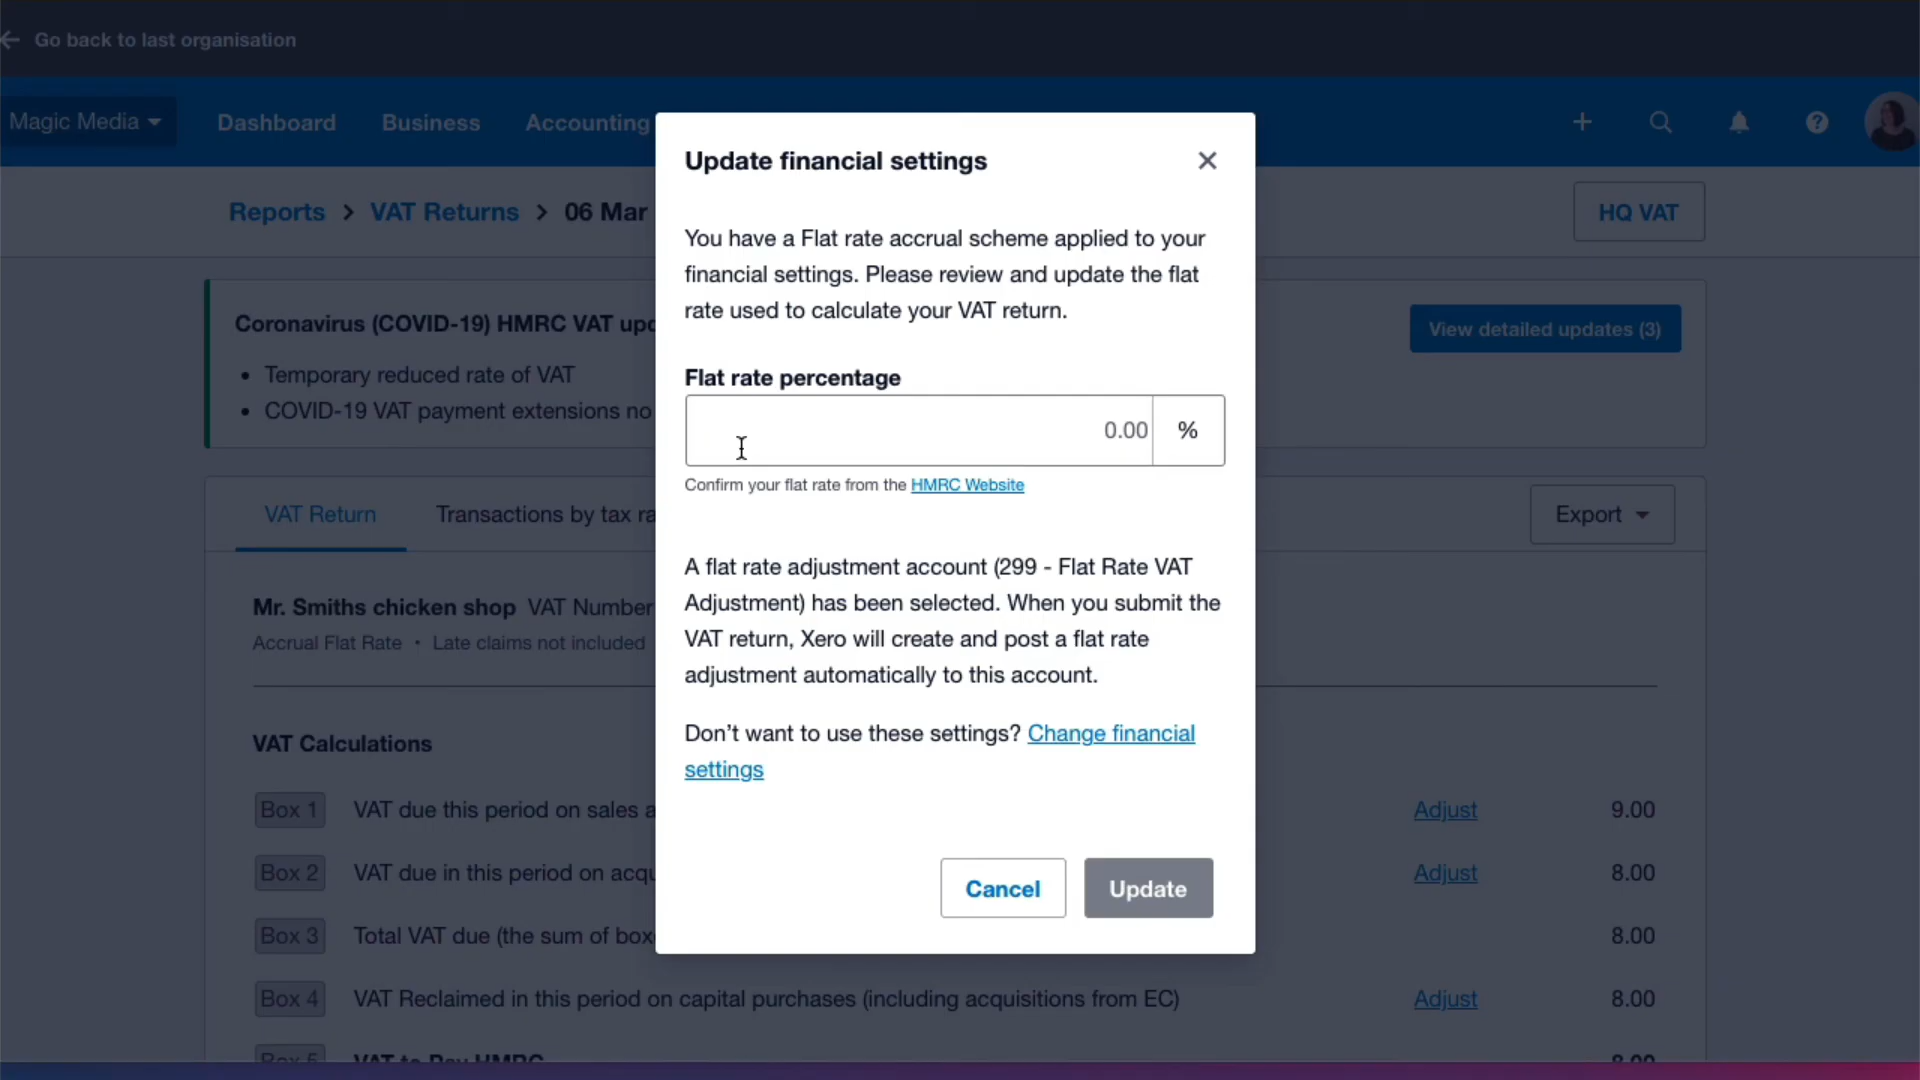 Go back to last organisation
Magic Media
Dashboard
Business
Accounting
Reports > VAT Returns > 06 Mar
HQ VAT
Coronavirus (COVID-19) HMRC VAT
• Temporary reduced rate of VAT
• COVID-19 VAT payment extensions no
View detailed updates (3)
VAT Return
Transactions by tax
Export
Mr. Smiths chicken shop VAT Number
Accrual Flat Rate • Late claims not included
VAT Calculations
Box 1 VAT due this period on sales Adjust 9.00
Box 2 VAT due in this period on Adjust 8.00
Box 3 Total VAT due (the sum of Adjust 8.00
Box 4 VAT Reclaimed in this period on capital purchases (including acquisitions from EC) Adjust 8.00
Box 5 VAT to Pay HMRC 8.00
Update financial settings
You have a Flat rate accrual scheme applied to your
financial settings. Please review and update the flat
rate used to calculate your VAT return.
Flat rate percentage
0.00 %
Confirm your flat rate from the HMRC Website
A flat rate adjustment account (299 - Flat Rate VAT
Adjustment) has been selected. When you submit the
VAT return, Xero will create and post a flat rate
adjustment automatically to this account.
Don’t want to use these settings? Change financial
settings
Cancel
Update